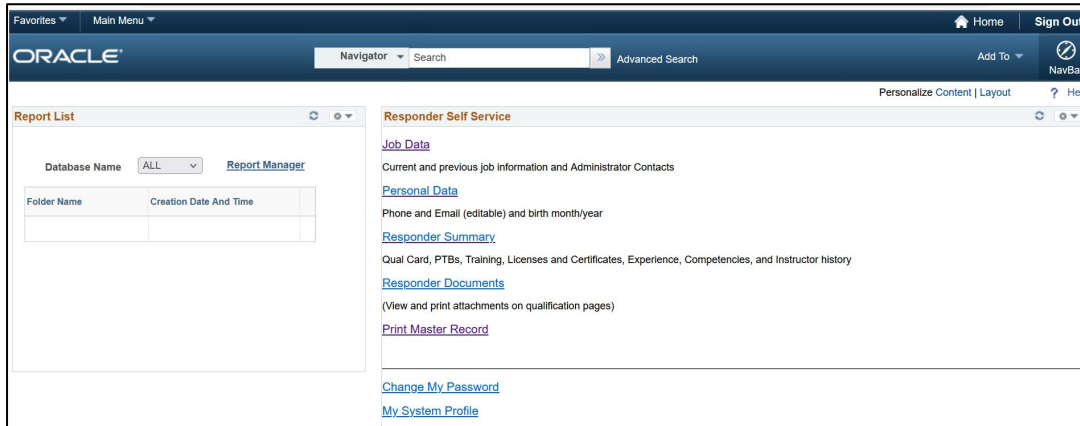 Favorites Main Menu Home Sign Out
ORACLE Navigator Search Advanced Search Add To
NavBa
Personalize Content | Layout ? He
Report List
Database Name ALL Report Manager
Folder Name Creation Date And Time
Responder Self Service
Job Data
Current and previous job information and Administrator Contacts
Personal Data
Phone and Email (editable) and birth month/year
Responder Summary
Qual Card, PTBs, Training, Licenses and Certificates, Experience, Competencies, and Instructor history
Responder Documents
(View and print attachments on qualification pages)
Print Master Record
Change My Password
My System Profile